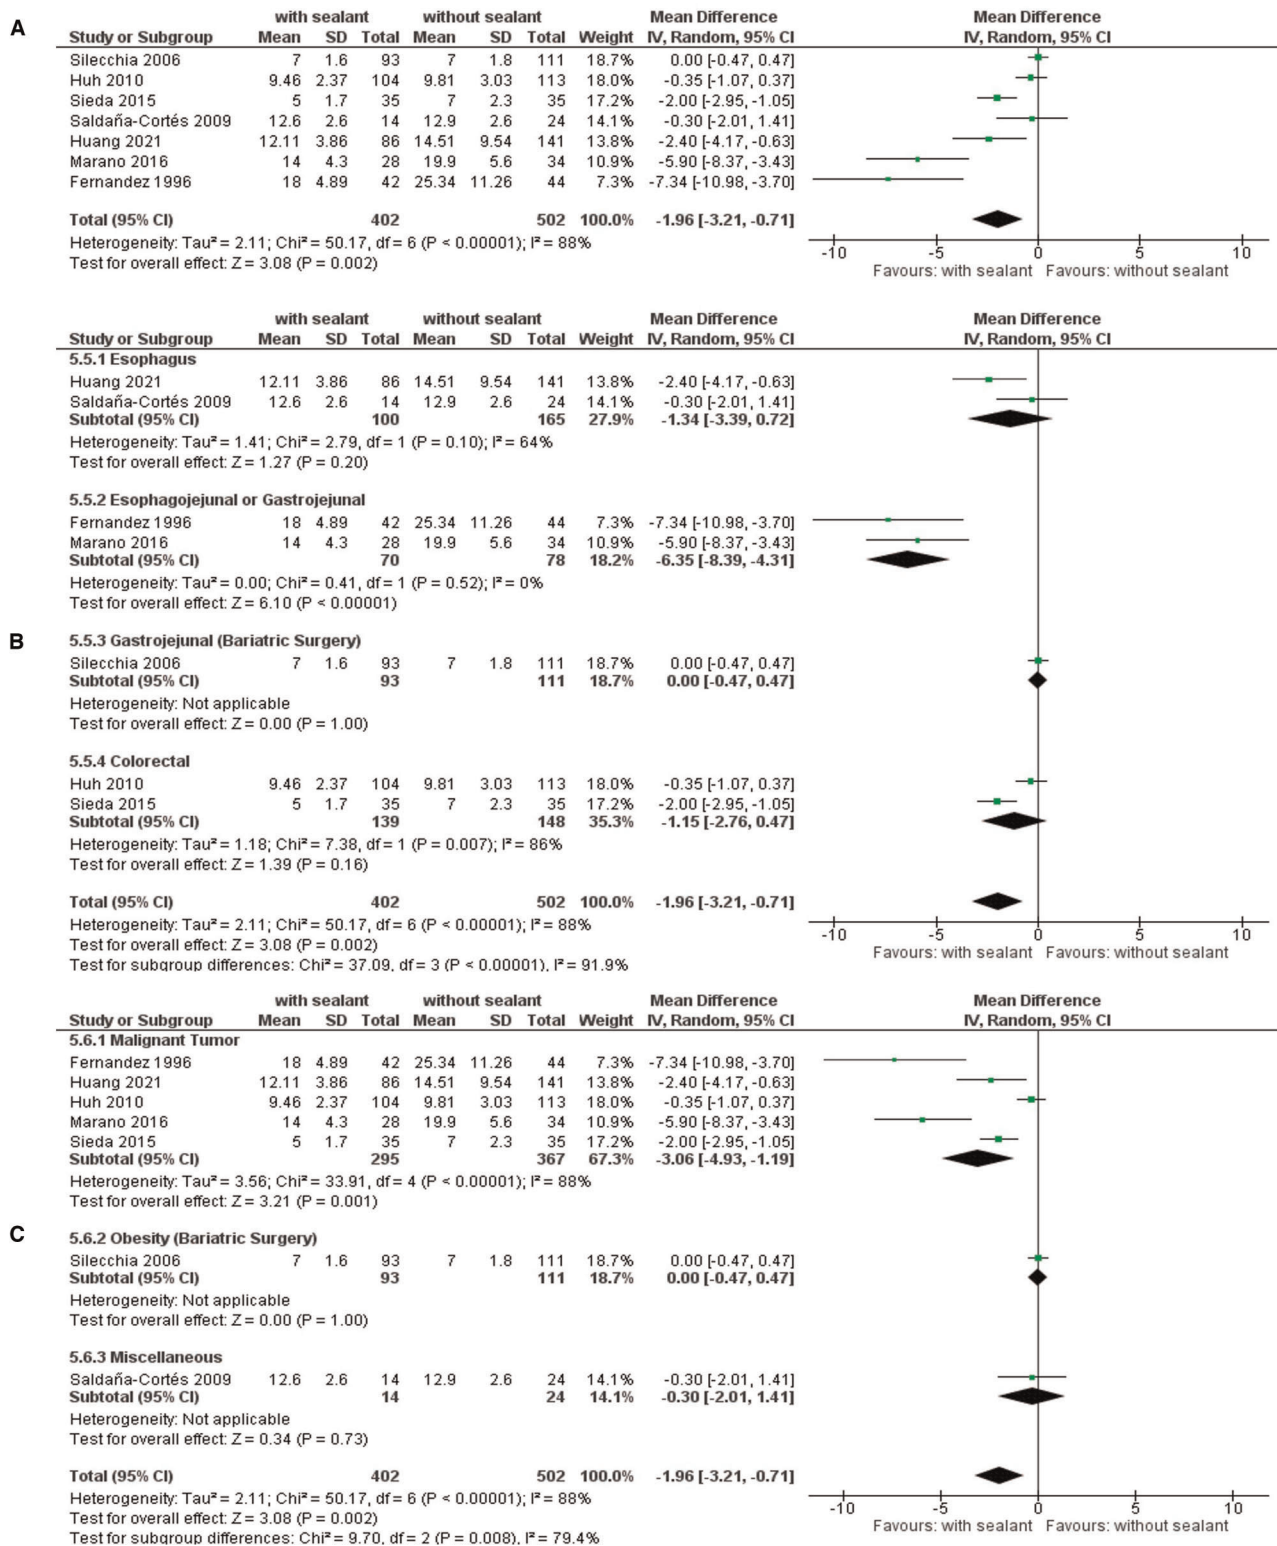 A
with sealant without sealant Mean Difference Mean Difference
Study or Subgroup Mean SD Total Mean SD Total Weight IV, Random, 95% CI IV, Random, 95% CI
Silecchia 2006 7 1.6 93 7 1.8 111 18.7% 0.00 [-0.47, 0.47]
Huh 2010 9.46 2.37 104 9.81 3.03 113 18.0% -0.35 [-1.07, 0.37]
Sieda 2015 5 1.7 35 7 2.3 35 17.2% -2.00 [-2.95, -1.05]
Saldaña-Cortés 2009 12.6 2.6 14 12.9 2.6 24 14.1% -0.30 [-2.01, 1.41]
Huang 2021 12.11 3.86 86 14.51 9.54 141 13.8% -2.40 [-4.17, -0.63]
Marano 2016 14 4.3 28 19.9 5.6 34 10.9% -5.90 [-8.37, -3.43]
Fernandez 1996 18 4.89 42 25.34 11.26 44 7.3% -7.34 [-10.98, -3.70]
Total (95% CI) 402 502 100.0% -1.96 [-3.21, -0.71]
Heterogeneity: Tau² = 2.11; Chi² = 50.17, df = 6 (P < 0.00001); I² = 88%
Test for overall effect: Z = 3.08 (P = 0.002)
-10 -5 0 5 10
Favours: with sealant Favours: without sealant
with sealant without sealant Mean Difference Mean Difference
Study or Subgroup Mean SD Total Mean SD Total Weight IV, Random, 95% CI IV, Random, 95% CI
5.5.1 Esophagus
Huang 2021 12.11 3.86 86 14.51 9.54 141 13.8% -2.40 [-4.17, -0.63]
Saldaña-Cortés 2009 12.6 2.6 14 12.9 2.6 24 14.1% -0.30 [-2.01, 1.41]
Subtotal (95% CI) 100 165 27.9% -1.34 [-3.39, 0.72]
Heterogeneity: Tau² = 1.41; Chi² = 2.79, df = 1 (P = 0.10); I² = 64%
Test for overall effect: Z = 1.27 (P = 0.20)
5.5.2 Esophagojejunal or Gastrojejunal
Fernandez 1996 18 4.89 42 25.34 11.26 44 7.3% -7.34 [-10.98, -3.70]
Marano 2016 14 4.3 28 19.9 5.6 34 10.9% -5.90 [-8.37, -3.43]
Subtotal (95% CI) 70 78 18.2% -6.35 [-8.39, -4.31]
Heterogeneity: Tau² = 0.00; Chi² = 0.41, df = 1 (P = 0.52); I² = 0%
Test for overall effect: Z = 6.10 (P < 0.00001)
B
5.5.3 Gastrojejunal (Bariatric Surgery)
Silecchia 2006 7 1.6 93 7 1.8 111 18.7% 0.00 [-0.47, 0.47]
Subtotal (95% CI) 93 111 18.7% 0.00 [-0.47, 0.47]
Heterogeneity: Not applicable
Test for overall effect: Z = 0.00 (P = 1.00)
5.5.4 Colorectal
Huh 2010 9.46 2.37 104 9.81 3.03 113 18.0% -0.35 [-1.07, 0.37]
Sieda 2015 5 1.7 35 7 2.3 35 17.2% -2.00 [-2.95, -1.05]
Subtotal (95% CI) 139 148 35.3% -1.15 [-2.76, 0.47]
Heterogeneity: Tau² = 1.18; Chi² = 7.38, df = 1 (P = 0.007); I² = 86%
Test for overall effect: Z = 1.39 (P = 0.16)
Total (95% CI) 402 502 100.0% -1.96 [-3.21, -0.71]
Heterogeneity: Tau² = 2.11; Chi² = 50.17, df = 6 (P < 0.00001); I² = 88%
Test for overall effect: Z = 3.08 (P = 0.002)
Test for subgroup differences: Chi² = 37.09, df = 3 (P < 0.00001), I² = 91.9%
-10 -5 0 5 10
Favours: with sealant Favours: without sealant
with sealant without sealant Mean Difference Mean Difference
Study or Subgroup Mean SD Total Mean SD Total Weight IV, Random, 95% CI IV, Random, 95% CI
5.6.1 Malignant Tumor
Fernandez 1996 18 4.89 42 25.34 11.26 44 7.3% -7.34 [-10.98, -3.70]
Huang 2021 12.11 3.86 86 14.51 9.54 141 13.8% -2.40 [-4.17, -0.63]
Huh 2010 9.46 2.37 104 9.81 3.03 113 18.0% -0.35 [-1.07, 0.37]
Marano 2016 14 4.3 28 19.9 5.6 34 10.9% -5.90 [-8.37, -3.43]
Sieda 2015 5 1.7 35 7 2.3 35 17.2% -2.00 [-2.95, -1.05]
Subtotal (95% CI) 295 367 67.3% -3.06 [-4.93, -1.19]
Heterogeneity: Tau² = 3.56; Chi² = 33.91, df = 4 (P < 0.00001); I² = 88%
Test for overall effect: Z = 3.21 (P = 0.001)
C
5.6.2 Obesity (Bariatric Surgery)
Silecchia 2006 7 1.6 93 7 1.8 111 18.7% 0.00 [-0.47, 0.47]
Subtotal (95% CI) 93 111 18.7% 0.00 [-0.47, 0.47]
Heterogeneity: Not applicable
Test for overall effect: Z = 0.00 (P = 1.00)
5.6.3 Miscellaneous
Saldaña-Cortés 2009 12.6 2.6 14 12.9 2.6 24 14.1% -0.30 [-2.01, 1.41]
Subtotal (95% CI) 14 24 14.1% -0.30 [-2.01, 1.41]
Heterogeneity: Not applicable
Test for overall effect: Z = 0.34 (P = 0.73)
Total (95% CI) 402 502 100.0% -1.96 [-3.21, -0.71]
Heterogeneity: Tau² = 2.11; Chi² = 50.17, df = 6 (P < 0.00001); I² = 88%
Test for overall effect: Z = 3.08 (P = 0.002)
Test for subgroup differences: Chi² = 9.70, df = 2 (P = 0.008), I² = 79.4%
-10 -5 0 5 10
Favours: with sealant Favours: without sealant